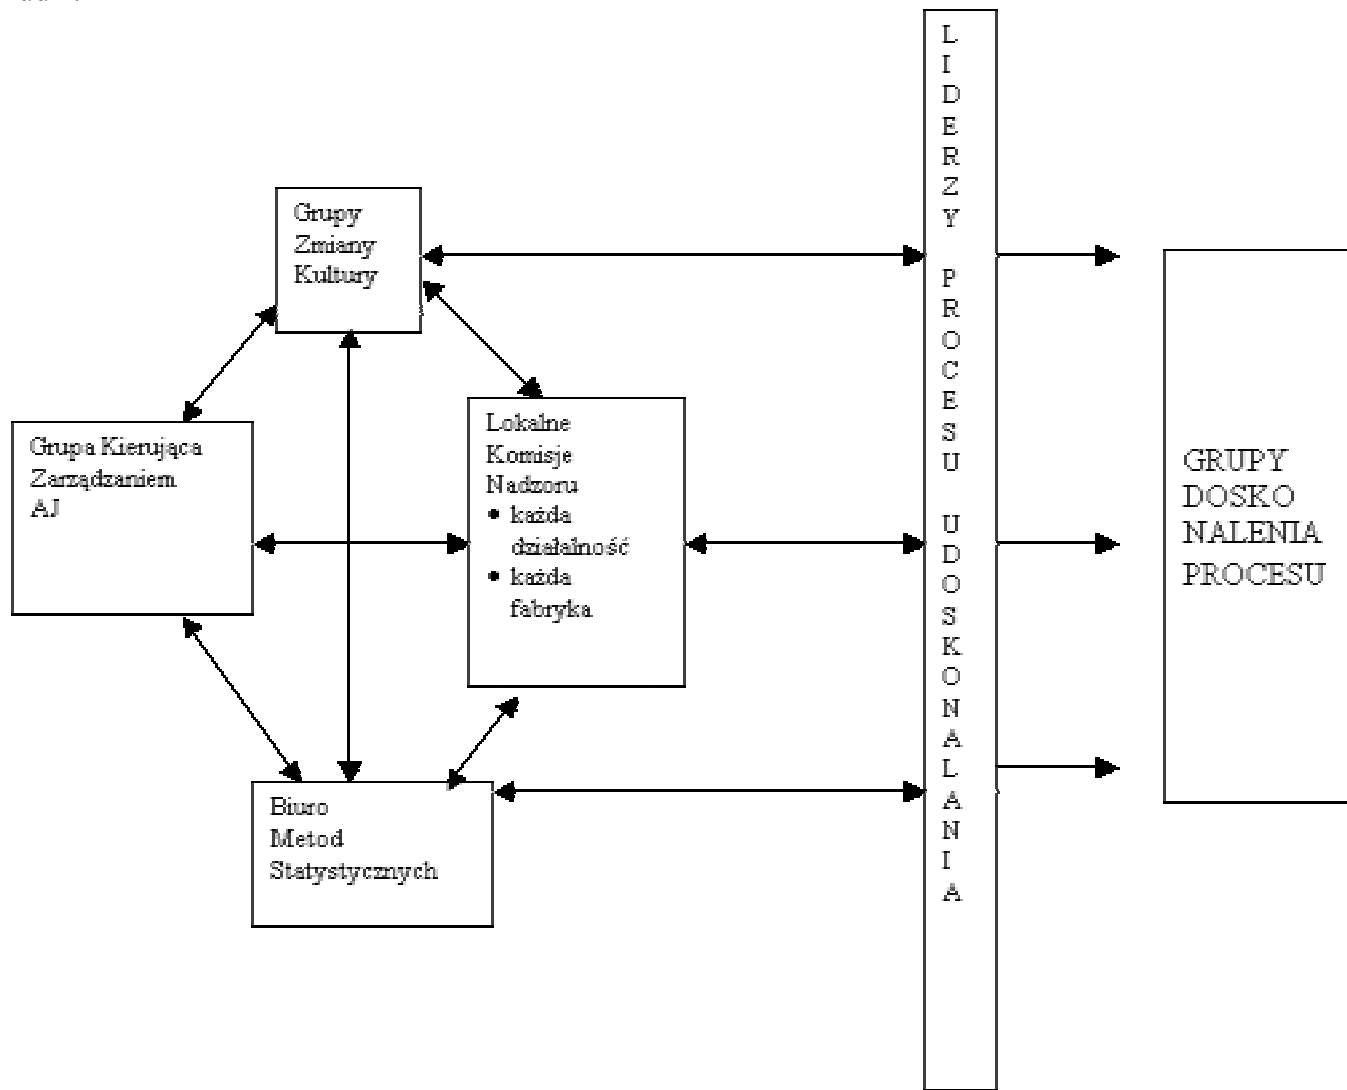 Grupy
Zmiany
Kultury
Grupa Kierująca
Zarządzaniem
AJ
Lokalne
Komisje
Nadzoru
• każda
działalność
• każda
fabryka
Biuro
Metod
Statystycznych
L
I
D
E
R
Z
Y
P
R
O
C
E
S
U
U
D
O
S
K
O
N
A
L
A
N
I
A
GRUPY
DOSKO
NALENIA
PROCESU